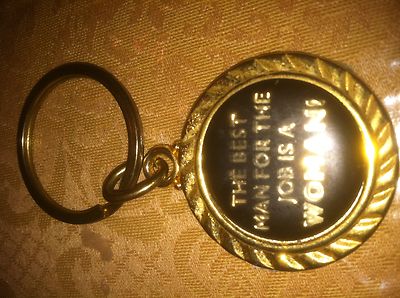 THE BEST
MAN FOR THE
JOB IS A
WOMAN!